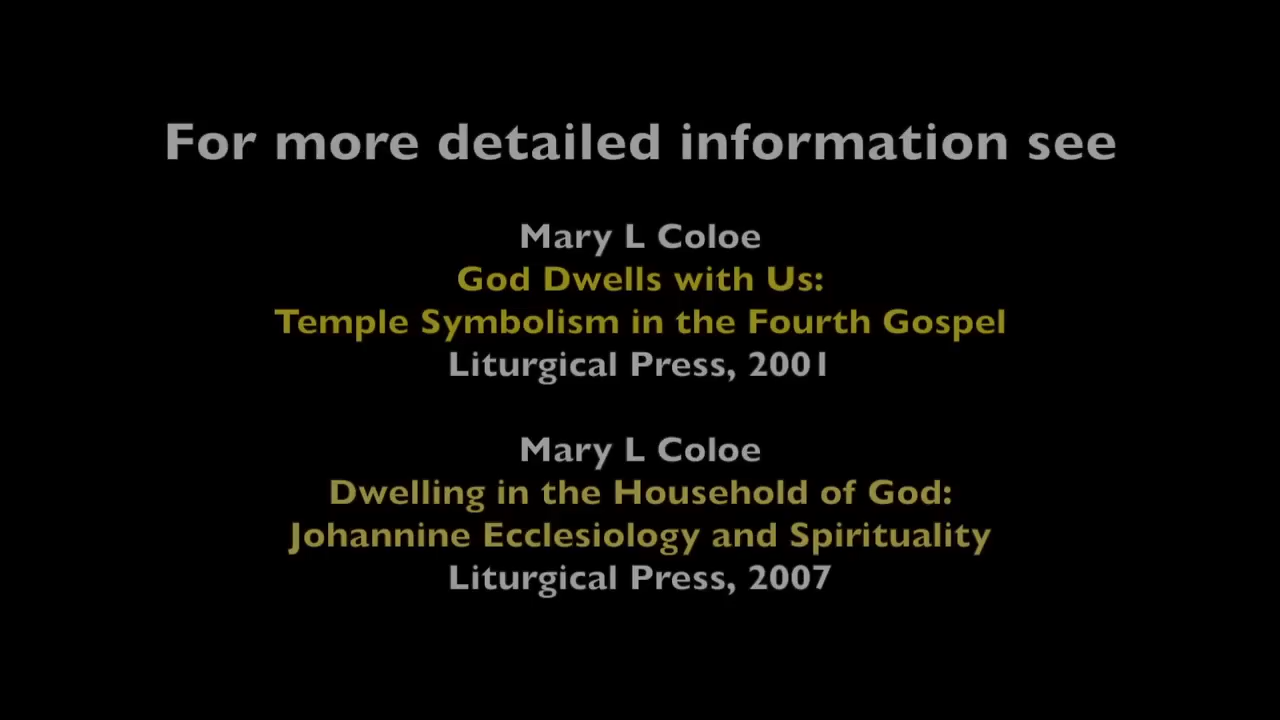 For more detailed information see
Mary L Coloe
God Dwells with Us:
Temple Symbolism in the Fourth Gospel
Liturgical Press, 2001
Mary L Coloe
Dwelling in the Household of God:
Johannine Ecclesiology and Spirituality
Liturgical Press, 2007